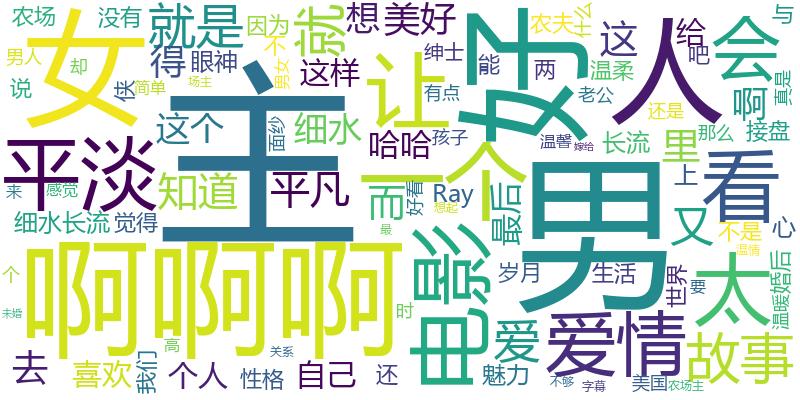 农场
没有
就是
因为
就
想
美好
农夫
什么
与
男人
却
女
得
眼神
不
男女
绅士
这
给
吧
会
说
侠
简单
场主
这样
让
能
两
温柔
老公
人
真是
主
有点
好
还是
啊
这个
面纱
细水
哈哈
孩子
温馨
嫁给
长流
里
那么
接盘
平淡
知道
平凡
一个
而
好看
Ray
想起
男
上
看
来
感觉
细水长流
觉得
最
最后
又
不是
温情
心
个
啊啊啊
电影
岁月
生活
世界
要
太
温暖
婚后
未婚
时
爱
爱情
故事
去
喜欢
我们
高
个人
性格
关系
自己
还
魅力
不够
字幕
美国
农场主